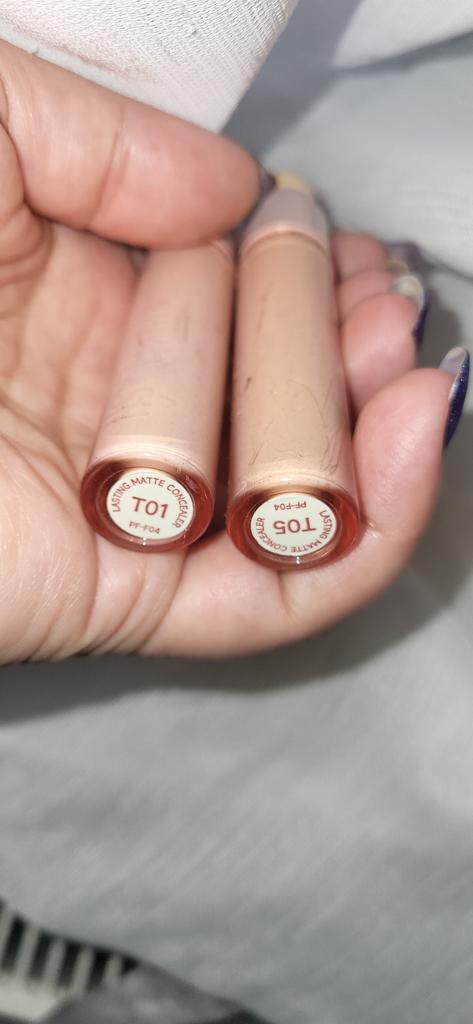 LASTING MATTE CONCEALER
T01
PF-F04
LASTING MATTE CONCEALER
T05
PF-F04